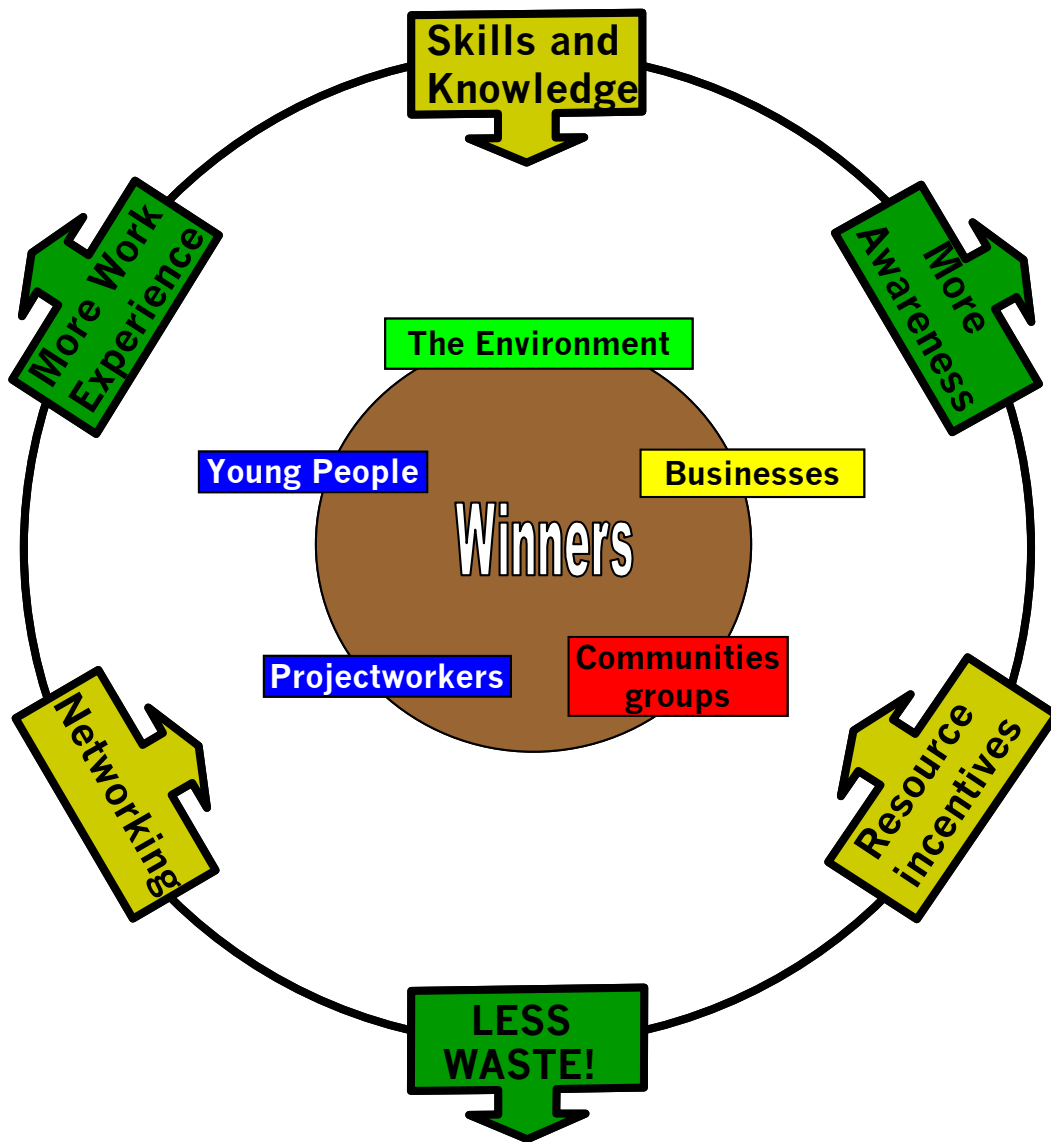 Skills and
Knowledge
More Work
Experience
More
Awareness
The Environment
Young People
Businesses
Winners
Projectworkers
Communities
groups
Networking
Resource
incentives
LESS
WASTE!